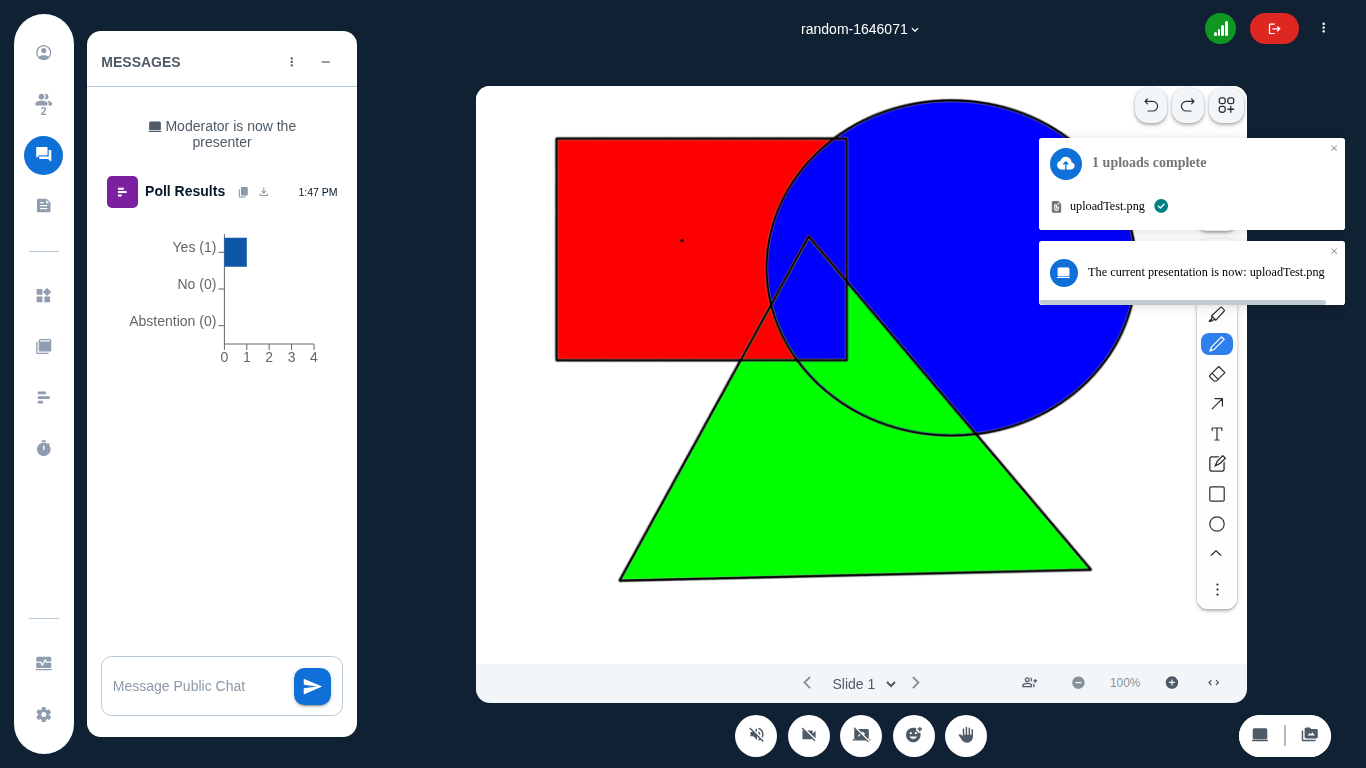 random-1646071
MESSAGES
2
Moderator is now the
presenter
Poll Results
1:47 PM
Yes (1)
No (0)
Abstention (0)
0 1 2 3 4
Message Public Chat
1 uploads complete
uploadTest.png
The current presentation is now: uploadTest.png
Slide 1
100%